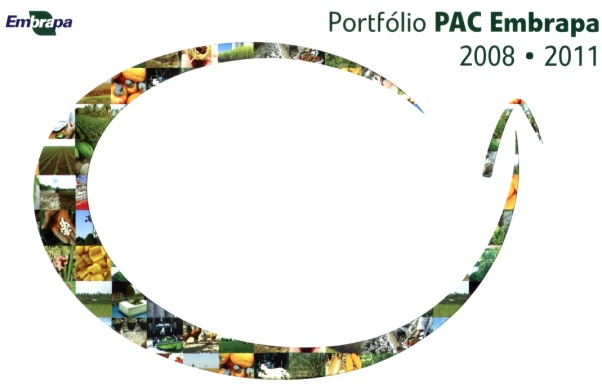 Embrapa
Portfólio PAC Embrapa
2008 • 2011